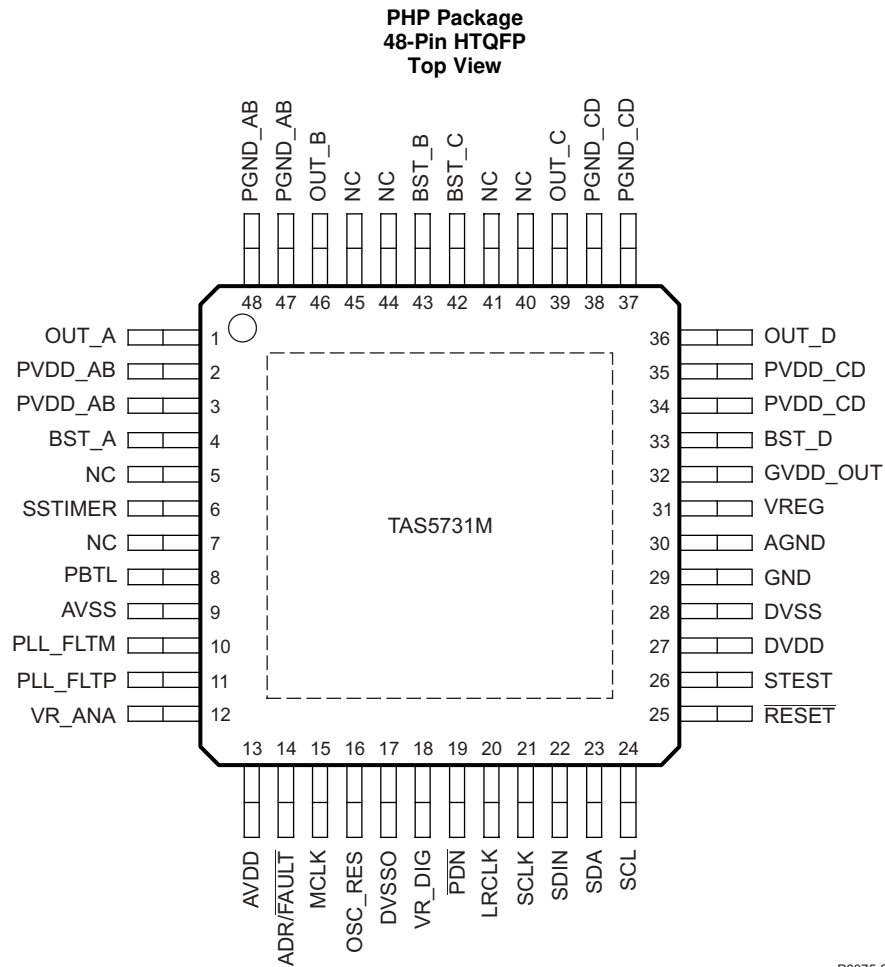 PHP Package
48-Pin HTQFP
Top View
PGND_AB
PGND_AB
OUT_B
NC
NC
BST_B
BST_C
NC
NC
OUT_C
PGND_CD
PGND_CD
48 47 46 45 44 43 42 41 40 39 38 37
OUT_A 1
PVDD_AB 2
PVDD_AB 3
BST_A 4
NC 5
SSTIMER 6
NC 7
PBTL 8
AVSS 9
PLL_FLTM 10
PLL_FLTP 11
VR_ANA 12
TAS5731M
36 OUT_D
35 PVDD_CD
34 PVDD_CD
33 BST_D
32 GVDD_OUT
31 VREG
30 AGND
29 GND
28 DVSS
27 DVDD
26 STEST
25 RESET
13 14 15 16 17 18 19 20 21 22 23 24
AVDD
ADR/FAULT
MCLK
OSC_RES
DVSSO
VR_DIG
PDN
LRCLK
SCLK
SDIN
SDA
SCL